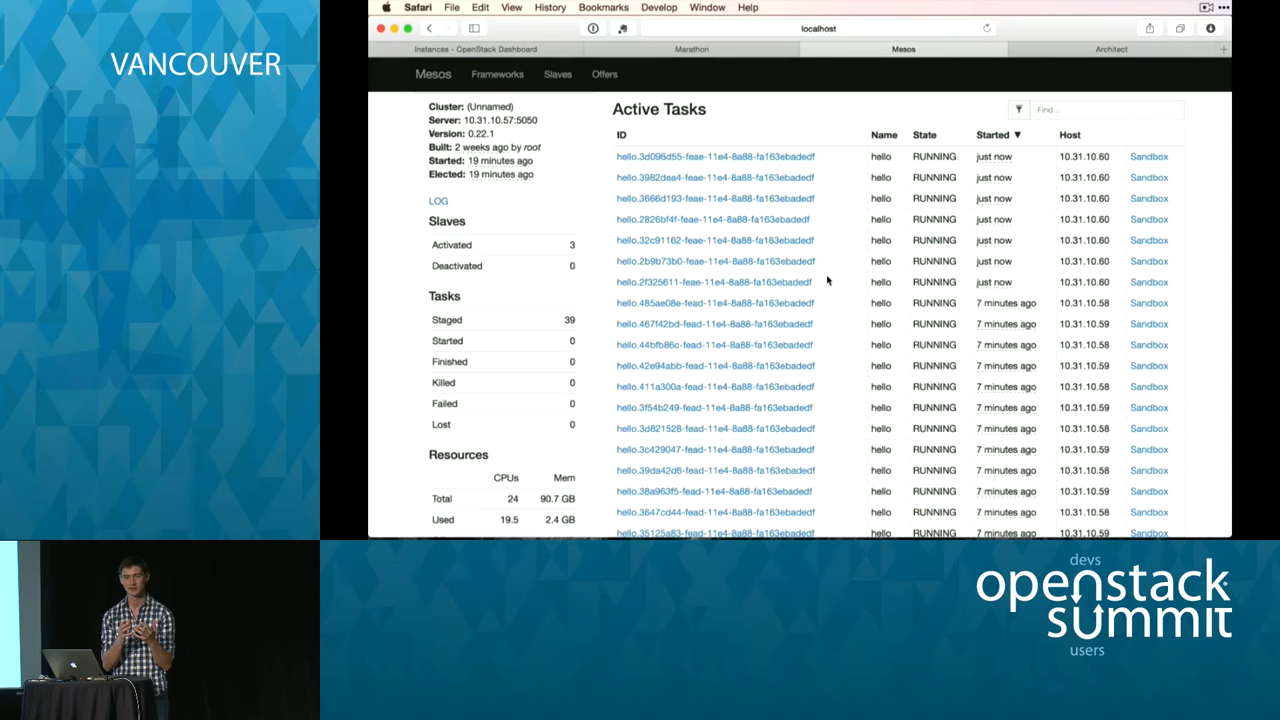 VANCOUVER
Safari File Edit View History Bookmarks Develop Window Help
localhost
Instances - OpenStack Dashboard Marathon Mesos Architect
Mesos Frameworks Slaves Offers
Cluster: (Unnamed)
Server: 10.31.10.57:5050
Version: 0.22.1
Built: 2 weeks ago by root
Started: 19 minutes ago
Elected: 19 minutes ago
LOG
Slaves
Activated 3
Deactivated 0
Tasks
Staged 39
Started 0
Finished 0
Killed 0
Failed 0
Lost 0
Resources
CPUs Mem
Total 24 90.7 GB
Used 19.5 2.4 GB
Active Tasks
Find...
ID Name State Started ▼ Host
hello.3d096d55-feae-11e4-8a88-fa163ebadedf hello RUNNING just now 10.31.10.60 Sandbox
hello.3982dea4-feae-11e4-8a88-fa163ebadedf hello RUNNING just now 10.31.10.60 Sandbox
hello.3666d193-feae-11e4-8a88-fa163ebadedf hello RUNNING just now 10.31.10.60 Sandbox
hello.2826bf4f-feae-11e4-8a88-fa163ebadedf hello RUNNING just now 10.31.10.60 Sandbox
hello.32c91162-feae-11e4-8a88-fa163ebadedf hello RUNNING just now 10.31.10.60 Sandbox
hello.2b9b73b0-feae-11e4-8a88-fa163ebadedf hello RUNNING just now 10.31.10.60 Sandbox
hello.2f325611-feae-11e4-8a88-fa163ebadedf hello RUNNING just now 10.31.10.60 Sandbox
hello.485ae08e-fead-11e4-8a88-fa163ebadedf hello RUNNING 7 minutes ago 10.31.10.58 Sandbox
hello.467f42bd-fead-11e4-8a88-fa163ebadedf hello RUNNING 7 minutes ago 10.31.10.59 Sandbox
hello.44bfb86c-fead-11e4-8a88-fa163ebadedf hello RUNNING 7 minutes ago 10.31.10.58 Sandbox
hello.42e94abb-fead-11e4-8a88-fa163ebadedf hello RUNNING 7 minutes ago 10.31.10.59 Sandbox
hello.411a300a-fead-11e4-8a88-fa163ebadedf hello RUNNING 7 minutes ago 10.31.10.58 Sandbox
hello.3f54b249-fead-11e4-8a88-fa163ebadedf hello RUNNING 7 minutes ago 10.31.10.59 Sandbox
hello.3d821528-fead-11e4-8a88-fa163ebadedf hello RUNNING 7 minutes ago 10.31.10.58 Sandbox
hello.3c429047-fead-11e4-8a88-fa163ebadedf hello RUNNING 7 minutes ago 10.31.10.59 Sandbox
hello.39da42d6-fead-11e4-8a88-fa163ebadedf hello RUNNING 7 minutes ago 10.31.10.58 Sandbox
hello.38a963f5-fead-11e4-8a88-fa163ebadedf hello RUNNING 7 minutes ago 10.31.10.59 Sandbox
hello.3647cd44-fead-11e4-8a88-fa163ebadedf hello RUNNING 7 minutes ago 10.31.10.58 Sandbox
hello.35125a83-fead-11e4-8a88-fa163ebadedf hello RUNNING 7 minutes ago 10.31.10.59 Sandbox
devs
openstack
summit
users